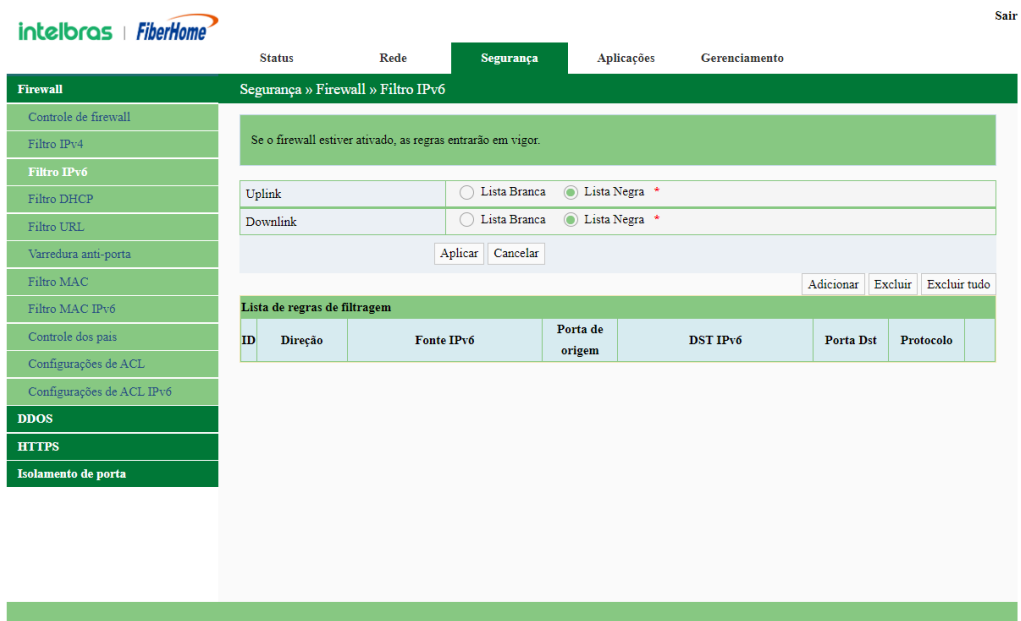 Sair
intelbras | FiberHome
Status Rede Segurança Aplicações Gerenciamento
Firewall
Controle de firewall
Filtro IPv4
Filtro IPv6
Filtro DHCP
Filtro URL
Varredura anti-porta
Filtro MAC
Filtro MAC IPv6
Controle dos pais
Configurações de ACL
Configurações de ACL IPv6
DDOS
HTTPS
Isolamento de porta
Segurança » Firewall » Filtro IPv6
Se o firewall estiver ativado, as regras entrarão em vigor.
Uplink Lista Branca Lista Negra *
Downlink Lista Branca Lista Negra *
Aplicar Cancelar
Adicionar Excluir Excluir tudo
Lista de regras de filtragem
ID Direção Fonte IPv6 Porta de origem DST IPv6 Porta Dst Protocolo